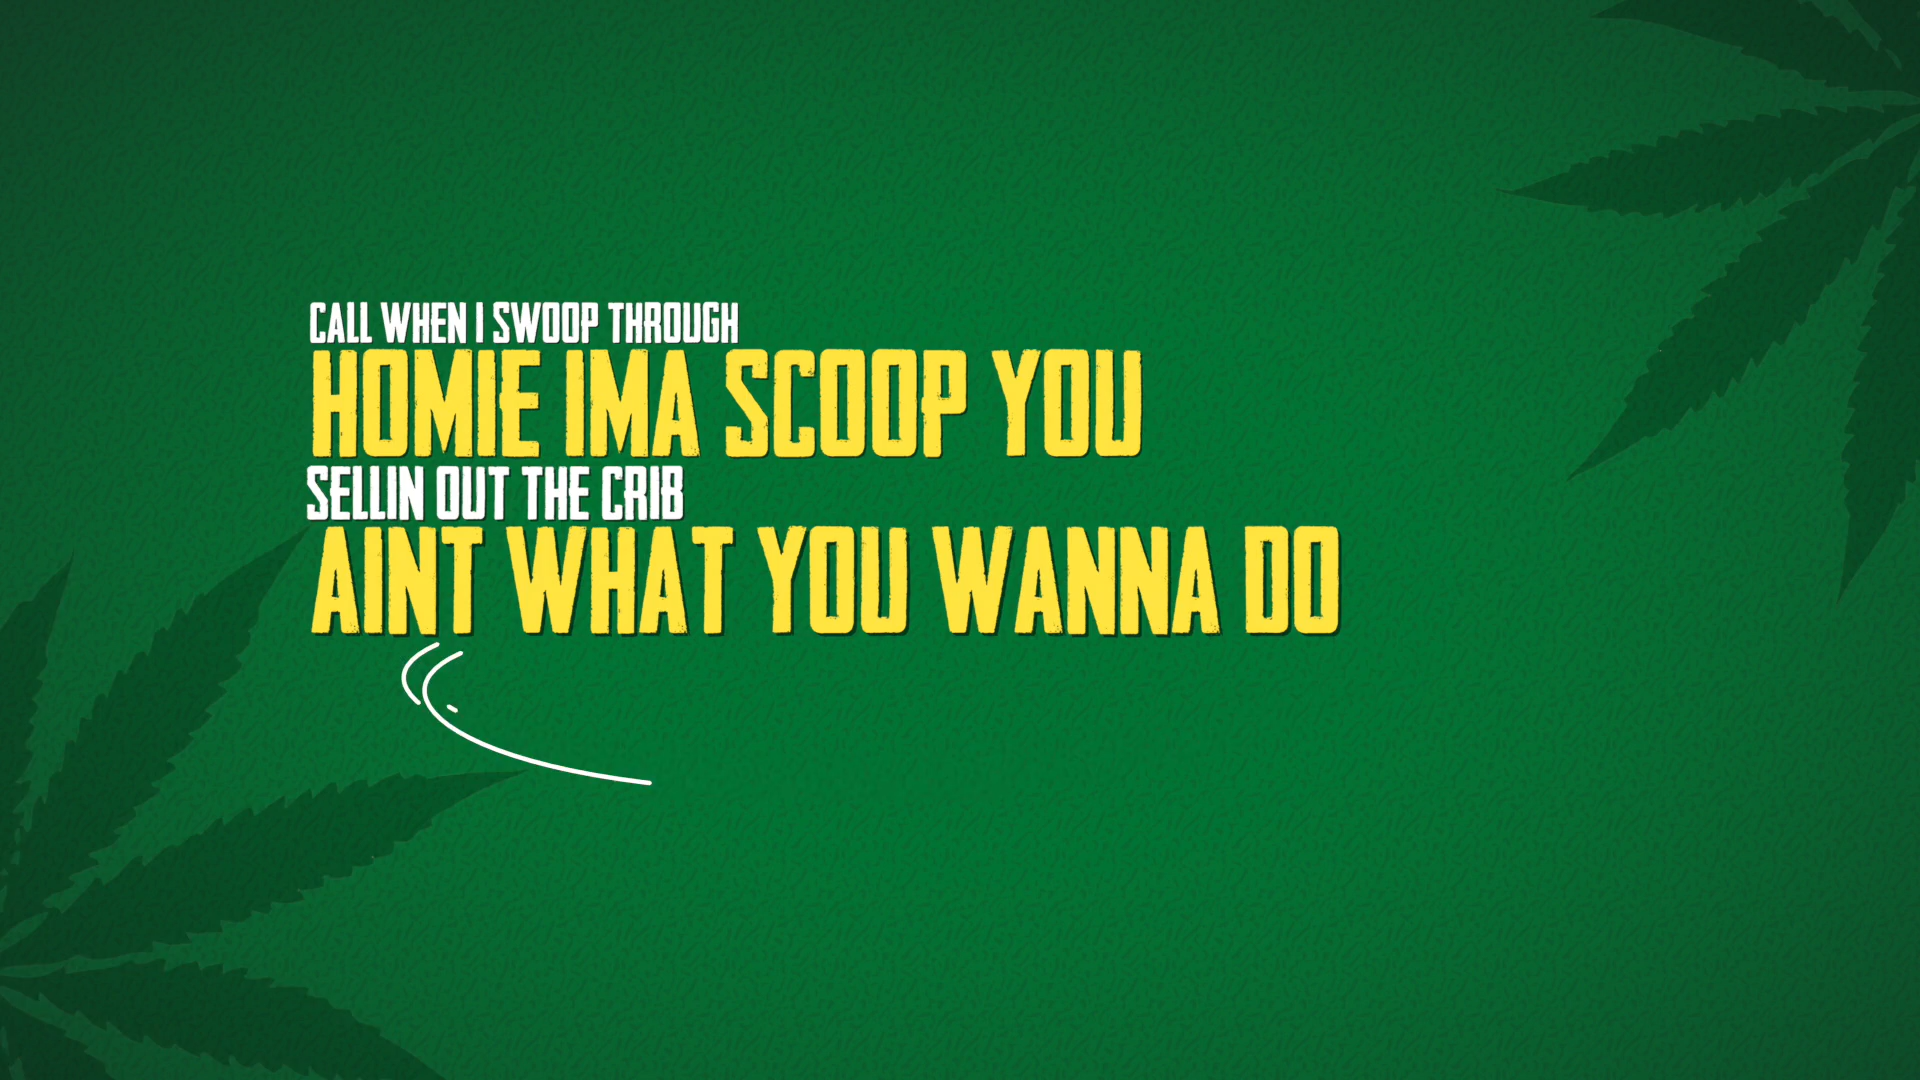 CALL WHEN I SWOOP THROUGH
HOMIE IMA SCOOP YOU
SELLIN OUT THE CRIB
AINT WHAT YOU WANNA DO